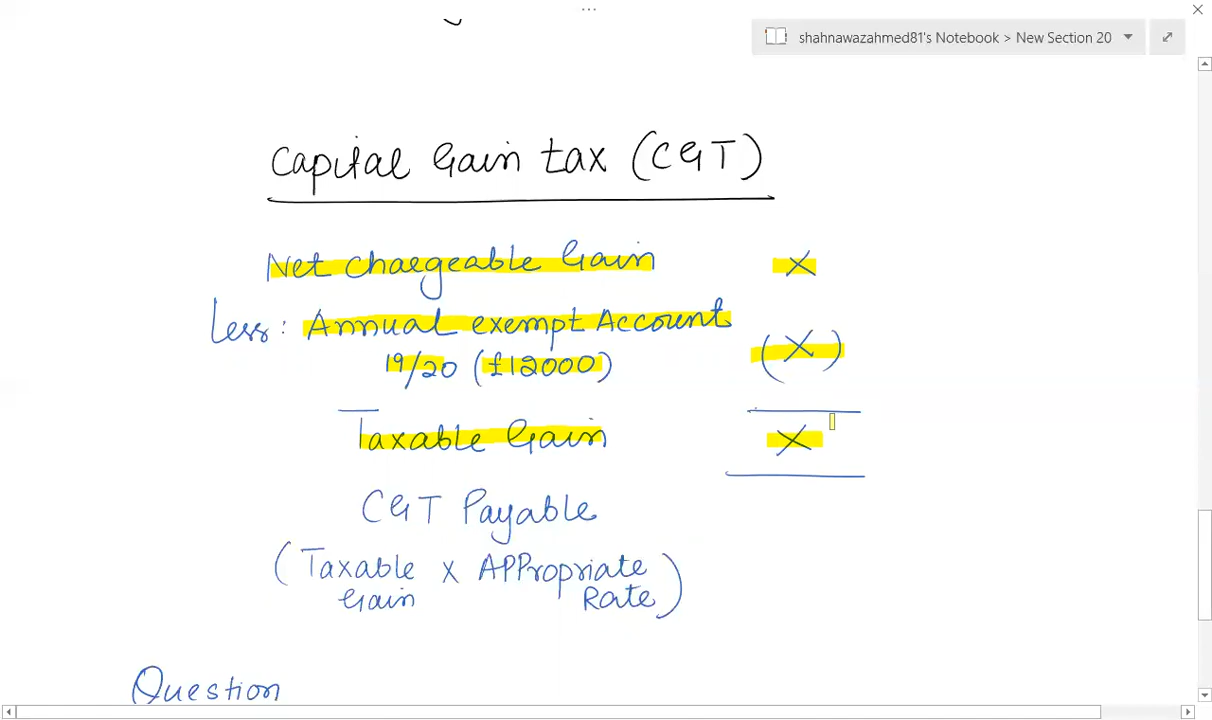 shahnawazahmed81's Notebook > New Section 20
Capital Gain tax (CGT)
Net chargeable Gain X
Less: Annual exempt Account
19/20 (£12000) (X)
Taxable Gain X
CGT Payable
(Taxable Gain X APPropriate Rate)
Question